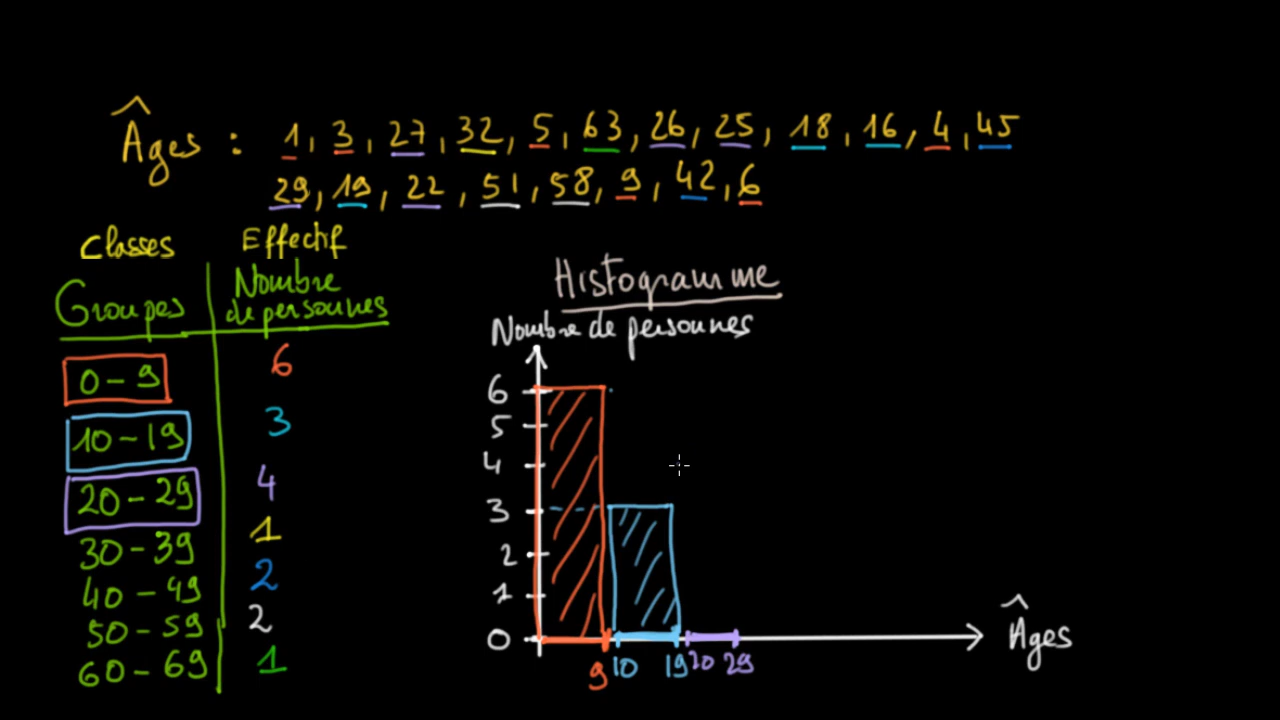 Âges : 1, 3, 27, 32, 5, 63, 26, 25, 18, 16, 4, 45
29, 19, 22, 51, 58, 9, 42, 6
Classes Effectif
Groupes Nombre de personnes
0 - 9 6
10 - 19 3
20 - 29 4
30 - 39 1
40 - 49 2
50 - 59 2
60 - 69 1
Histogramme
Nombre de personnes
6
5
4
3
2
1
0
9 10 19 20 29
Âges